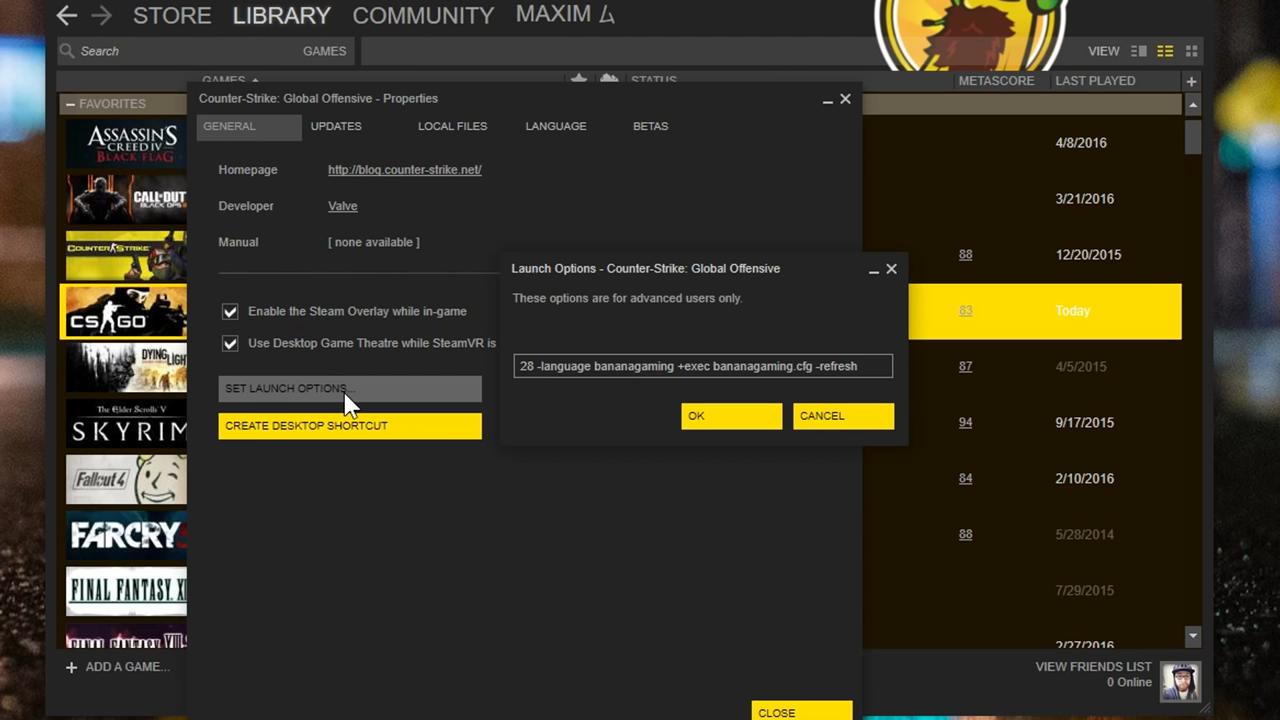 STORE LIBRARY COMMUNITY MAXIM
Search GAMES VIEW
GAMES STATUS METASCORE LAST PLAYED
FAVORITES
Counter-Strike: Global Offensive - Properties
GENERAL UPDATES LOCAL FILES LANGUAGE BETAS
Homepage http://blog.counter-strike.net/
Developer Valve
Manual [ none available ]
Enable the Steam Overlay while in-game
Use Desktop Game Theatre while SteamVR is
SET LAUNCH OPTIONS...
CREATE DESKTOP SHORTCUT
CLOSE
Launch Options - Counter-Strike: Global Offensive
These options are for advanced users only.
28 -language bananagaming +exec bananagaming.cfg -refresh
OK CANCEL
ASSASSIN'S
CREED IV
BLACK FLAG
CALL OF DUTY
BLACK OPS
COUNTER STRIKE
CS GO
DYING LIGHT
The Elder Scrolls V
SKYRIM
Fallout 4
FARCRY
FINAL FANTASY XI
FINAL FANTASY VII
4/8/2016
3/21/2016
88 12/20/2015
83 Today
87 4/5/2015
94 9/17/2015
84 2/10/2016
88 5/28/2014
7/29/2015
2/27/2016
+ ADD A GAME...
VIEW FRIENDS LIST
0 Online